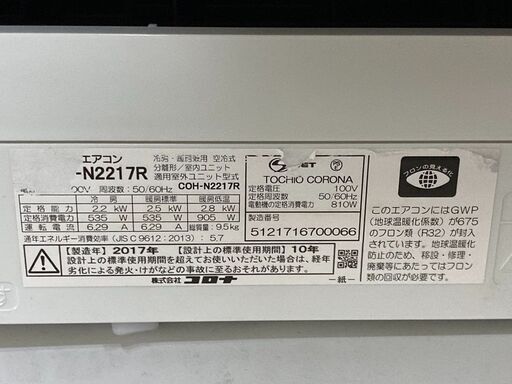 エアコン
-N2217R
冷房・暖房兼用 空冷式
分離形/室内ユニット
適用室外ユニット型式
COH-N2217R
00V 周波数:50/60Hz
冷房 暖房標準 暖房低温
定格能力 2.2 kW 2.5 kW 2.8 kW
定格消費電力 535 W 535 W 905 W
運転電流 6.29 A 6.29 A 総質量: 9.5kg
通年エネルギー消費効率(JIS C 9612:2013): 5.7
【製造年】2017年【設計上の標準使用期間】10年
設計上の標準使用期間を超えてお使いいただいた場合は、経年
劣化による発火・けがなどの事故に至るおそれがあります。
株式会社 コロナ
ET
TOCHIO CORONA
定格電圧 100V
定格周波数 50/60Hz
電動機の定格消費電力 810W
5121716700066
-紙-
フロンの見える化
このエアコンにはGWP
(地球温暖化係数)が675
のフロン類(R32)が封入
されています。地球温暖化
防止のため、移設・修理・
廃棄等にあたってはフロン
類の回収が必要です。